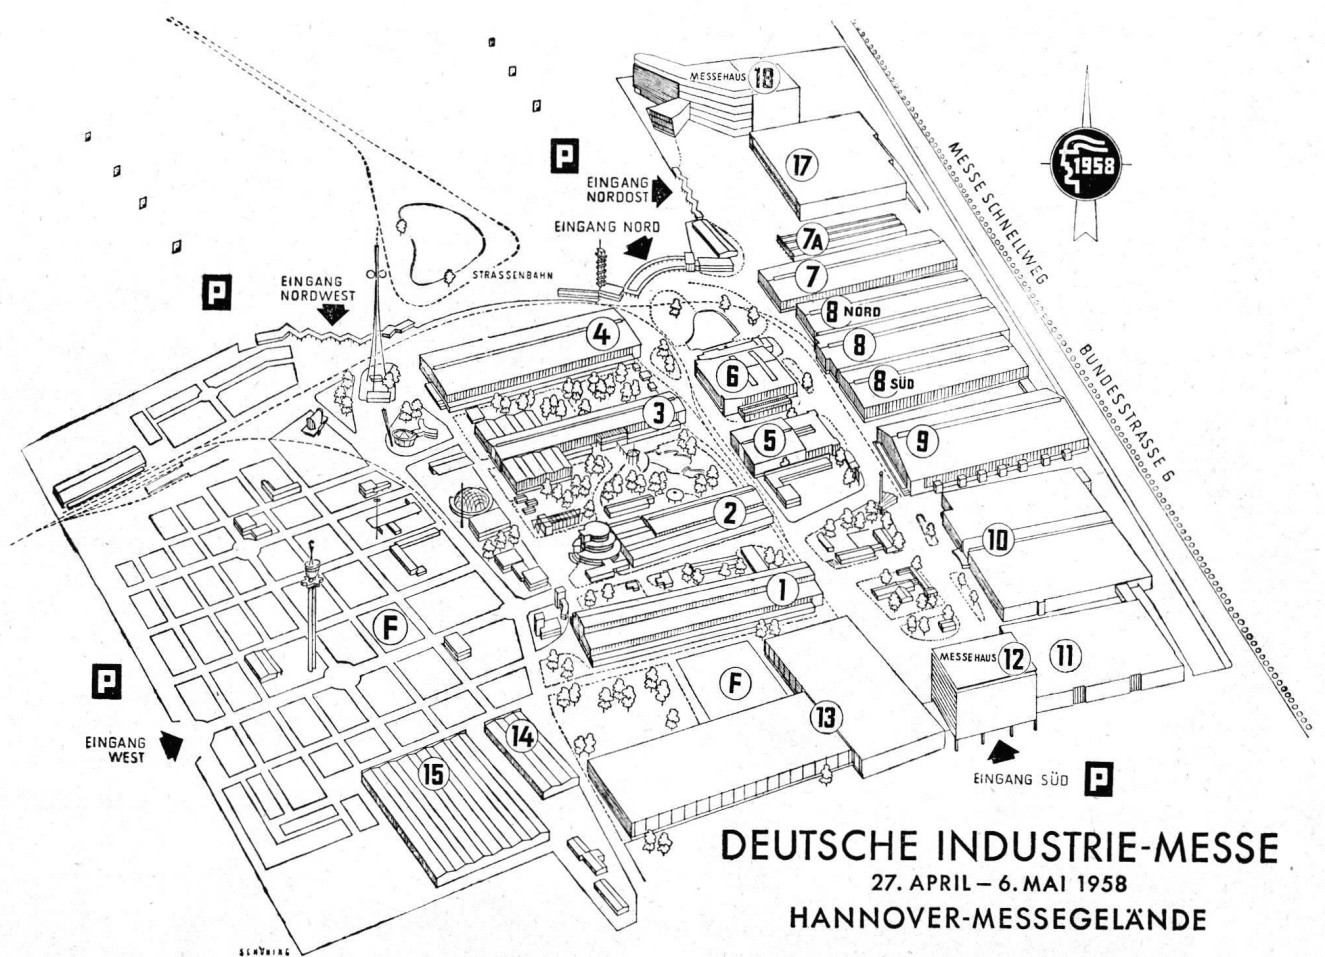 P
P
P
P
MESSEHAUS 18
P
17
EINGANG
NORDOST
EINGANG NORD
MESSE SCHNELLWEG
1958
P
P
P
P
P
EINGANG
NORDWEST
STRASSENBAHN
7A
7
8 NORD
8
8 SÜD
4
6
3
5
9
BUNDESSTRASSE 6
2
10
1
F
MESSEHAUS 12
11
F
13
P
EINGANG
WEST
14
15
EINGANG SÜD
P
DEUTSCHE INDUSTRIE-MESSE
27. APRIL – 6. MAI 1958
HANNOVER-MESSEGELÄNDE
SCHÜNING